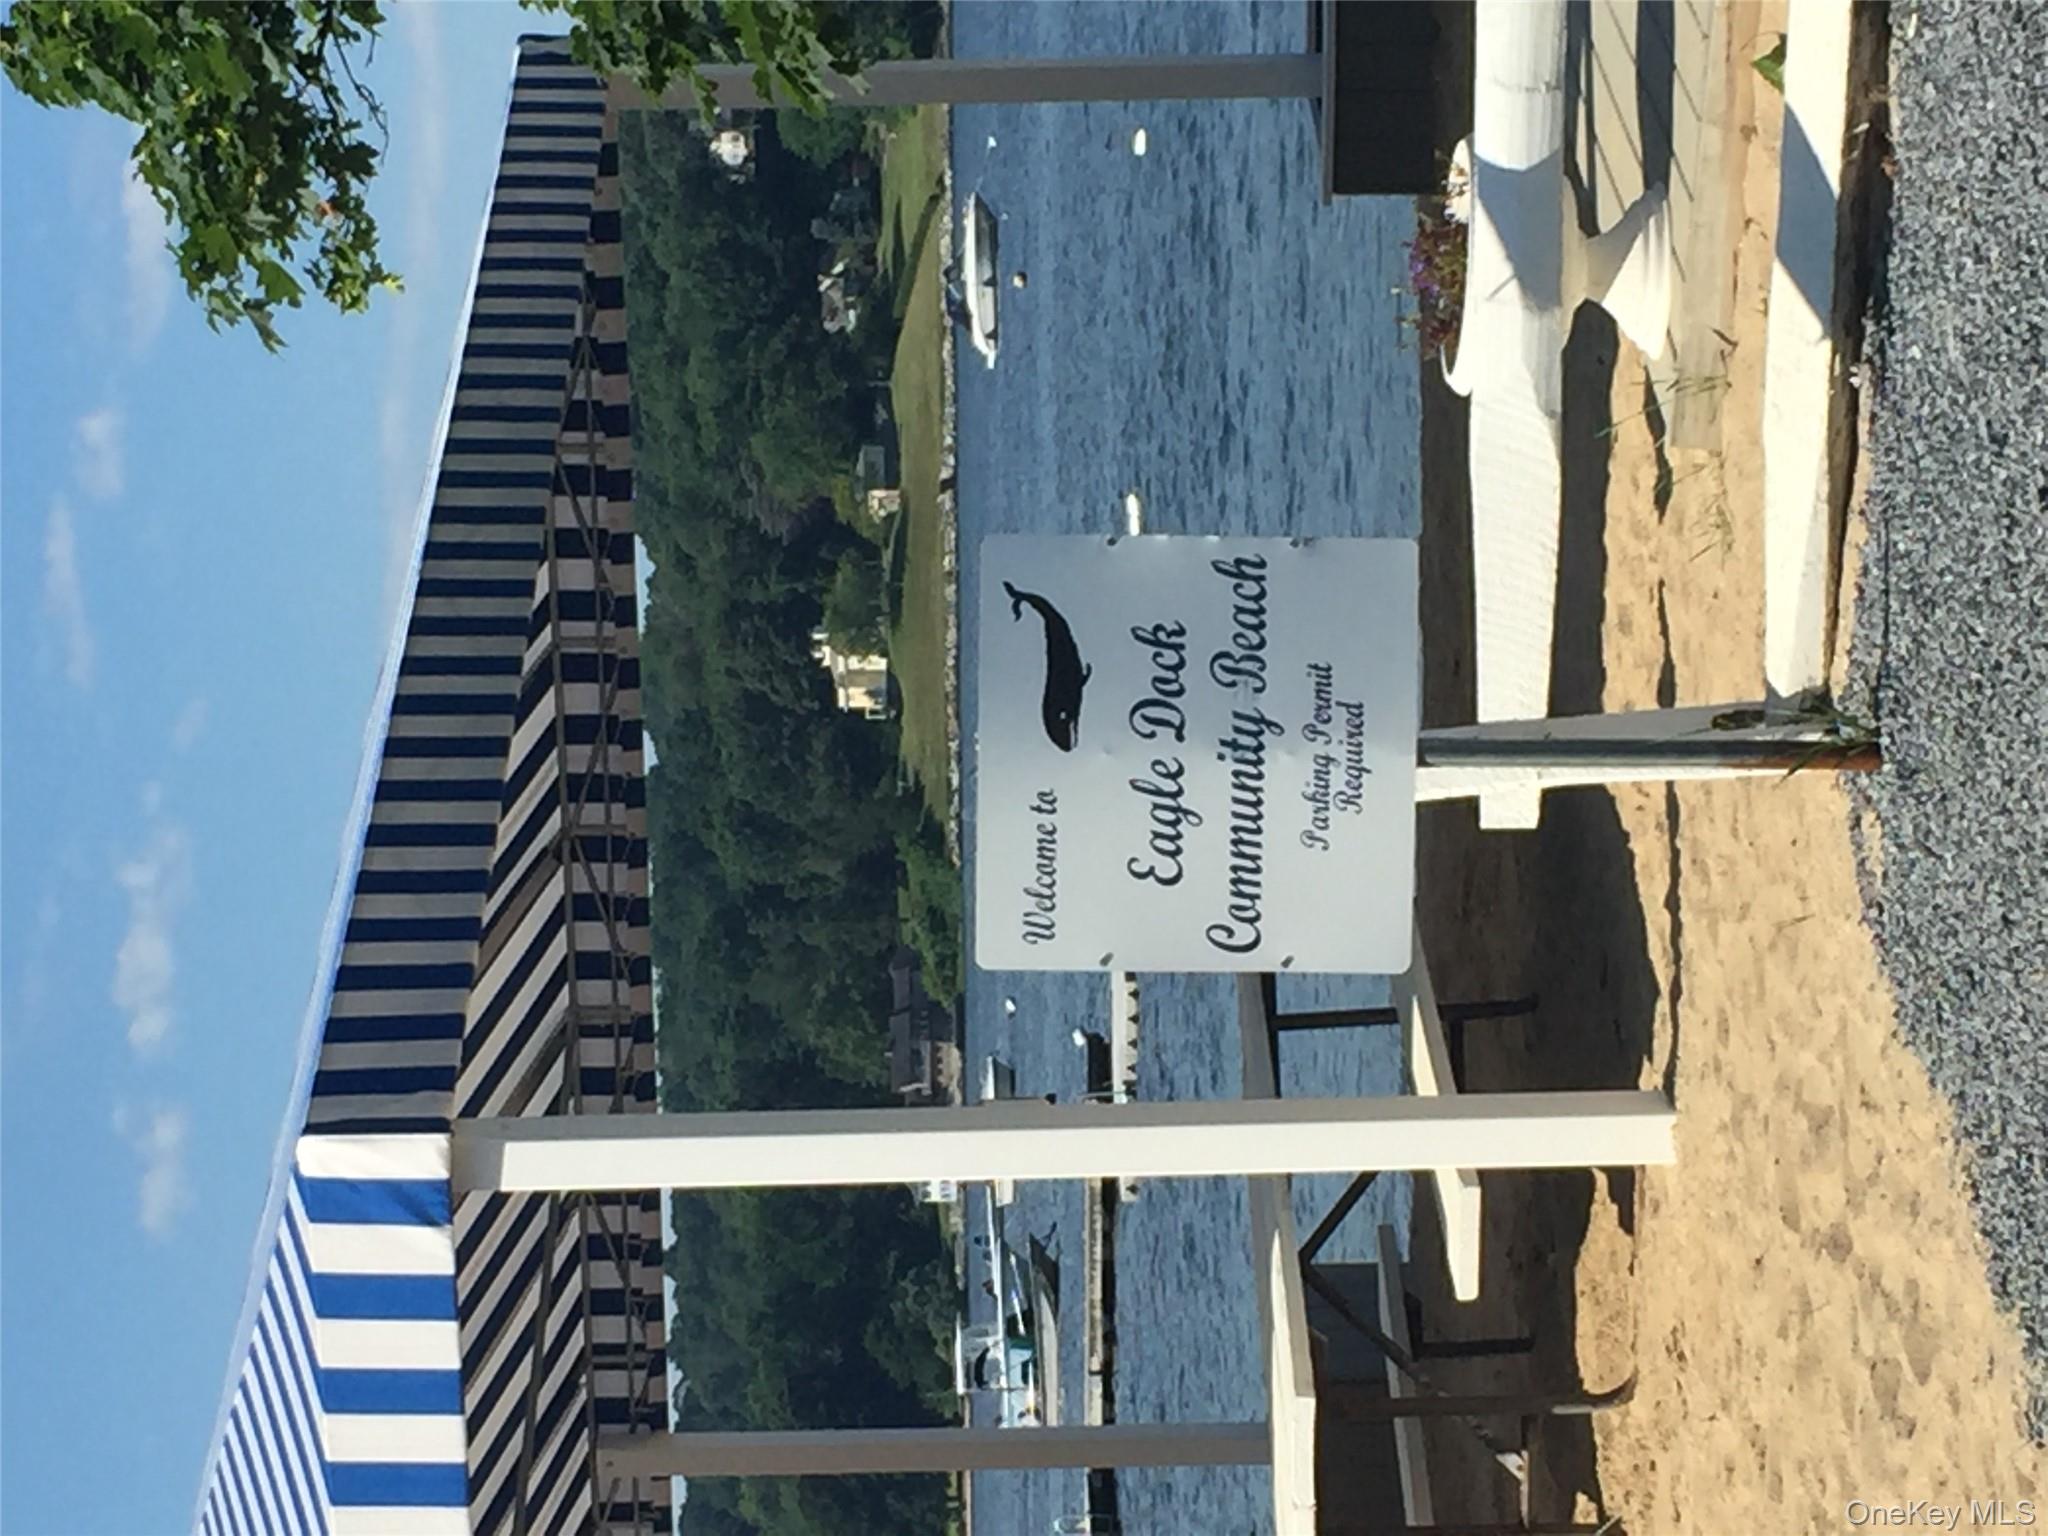 Welcome to
Eagle Dock
Community Beach
Parking Permit
Required
OneKey MLS